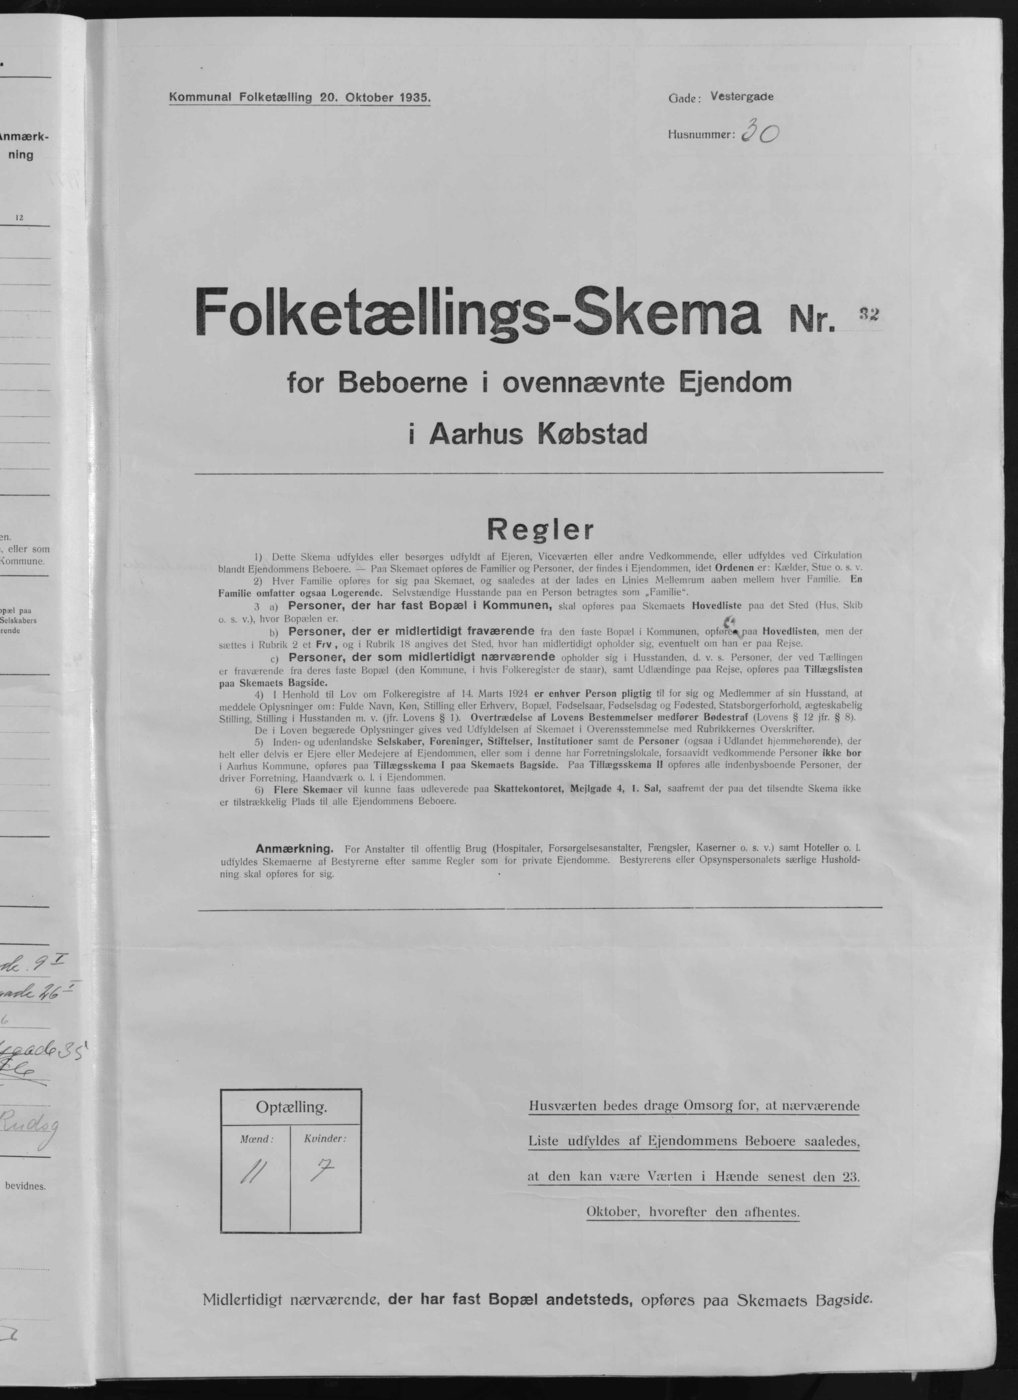 Anmærk-
ning
12
, eller som
Kommune.
Selskabers
9 I
26 I
35
bevidnes.
Kommunal Folketælling 20. Oktober 1935.
Gade: Vestergade
Husnummer: 30
Folketællings-Skema Nr. 32
for Beboerne i ovennævnte Ejendom
i Aarhus Købstad
Regler
1) Dette Skema udfyldes eller besørges udfyldt af Ejeren, Viceværten eller andre Vedkommende, eller udfyldes ved Cirkulation
blandt Ejendommens Beboere. — Paa Skemaet opføres de Familier og Personer, der findes i Ejendommen, idet Ordenen er: Kælder, Stue o. s. v.
2) Hver Familie opføres for sig paa Skemaet, og saaledes at der lades en Linies Mellemrum aaben mellem hver Familie. En
Familie omfatter ogsaa Logerende. Selvstændige Husstande paa en Person betragtes som „Familie“.
3 a) Personer, der har fast Bopæl i Kommunen, skal opføres paa Skemaets Hovedliste paa det Sted (Hus, Skib
o. s. v.), hvor Bopælen er.
b) Personer, der er midlertidigt fraværende fra den faste Bopæl i Kommunen, opføres paa Hovedlisten, men der
sættes i Rubrik 2 et Frv., og i Rubrik 18 angives det Sted, hvor han midlertidigt opholder sig, eventuelt om han er paa Rejse.
c) Personer, der som midlertidigt nærværende opholder sig i Husstanden, d. v. s. Personer, der ved Tællingen
er fraværende fra deres faste Bopæl (den Kommune, i hvis Folkeregister de staar), samt Udlændinge paa Rejse, opføres paa Tillægslisten
paa Skemaets Bagside.
4) I Henhold til Lov om Folkeregistre af 14. Marts 1924 er enhver Person pligtig til for sig og Medlemmer af sin Husstand, at
meddele Oplysninger om: Fulde Navn, Køn, Stilling eller Erhverv, Bopæl, Fødselsaar, Fødselsdag og Fødested, Statsborgerforhold, ægteskabelig
Stilling, Stilling i Husstanden m. v. (jfr. Lovens § 1). Overtrædelse af Lovens Bestemmelser medfører Bødestraf (Lovens § 12 jfr. § 8).
De i Loven begærede Oplysninger gives ved Udfyldelsen af Skemaet i Overensstemmelse med Rubrikkernes Overskrifter.
5) Inden- og udenlandske Selskaber, Foreninger, Stiftelser, Institutioner samt de Personer (ogsaa i Udlandet hjemmehørende), der
helt eller delvis er Ejere eller Medejere af Ejendommen, eller som i denne har Forretningslokale, forsaavidt vedkommende Personer ikke bor
i Aarhus Kommune, opføres paa Tillægsskema I paa Skemaets Bagside. Paa Tillægsskema II opføres alle indenbysboende Personer, der
driver Forretning, Haandværk o. l. i Ejendommen.
6) Flere Skemaer vil kunne faas udleverede paa Skattekontoret, Mejlgade 4, 1. Sal, saafremt der paa det tilsendte Skema ikke
er tilstrækkelig Plads til alle Ejendommens Beboere.
Anmærkning. For Anstalter til offentlig Brug (Hospitaler, Forsørgelsesanstalter, Fængsler, Kaserner o. s. v.) samt Hoteller o. l.
udfyldes Skemaerne af Bestyrerne efter samme Regler som for private Ejendomme. Bestyrerens eller Opsynspersonalets særlige Hushold-
ning skal opføres for sig.
Optælling.
Mænd: Kvinder:
11 7
Husværten bedes drage Omsorg for, at nærværende
Liste udfyldes af Ejendommens Beboere saaledes,
at den kan være Værten i Hænde senest den 23.
Oktober, hvorefter den afhentes.
Midlertidigt nærværende, der har fast Bopæl andetsteds, opføres paa Skemaets Bagside.